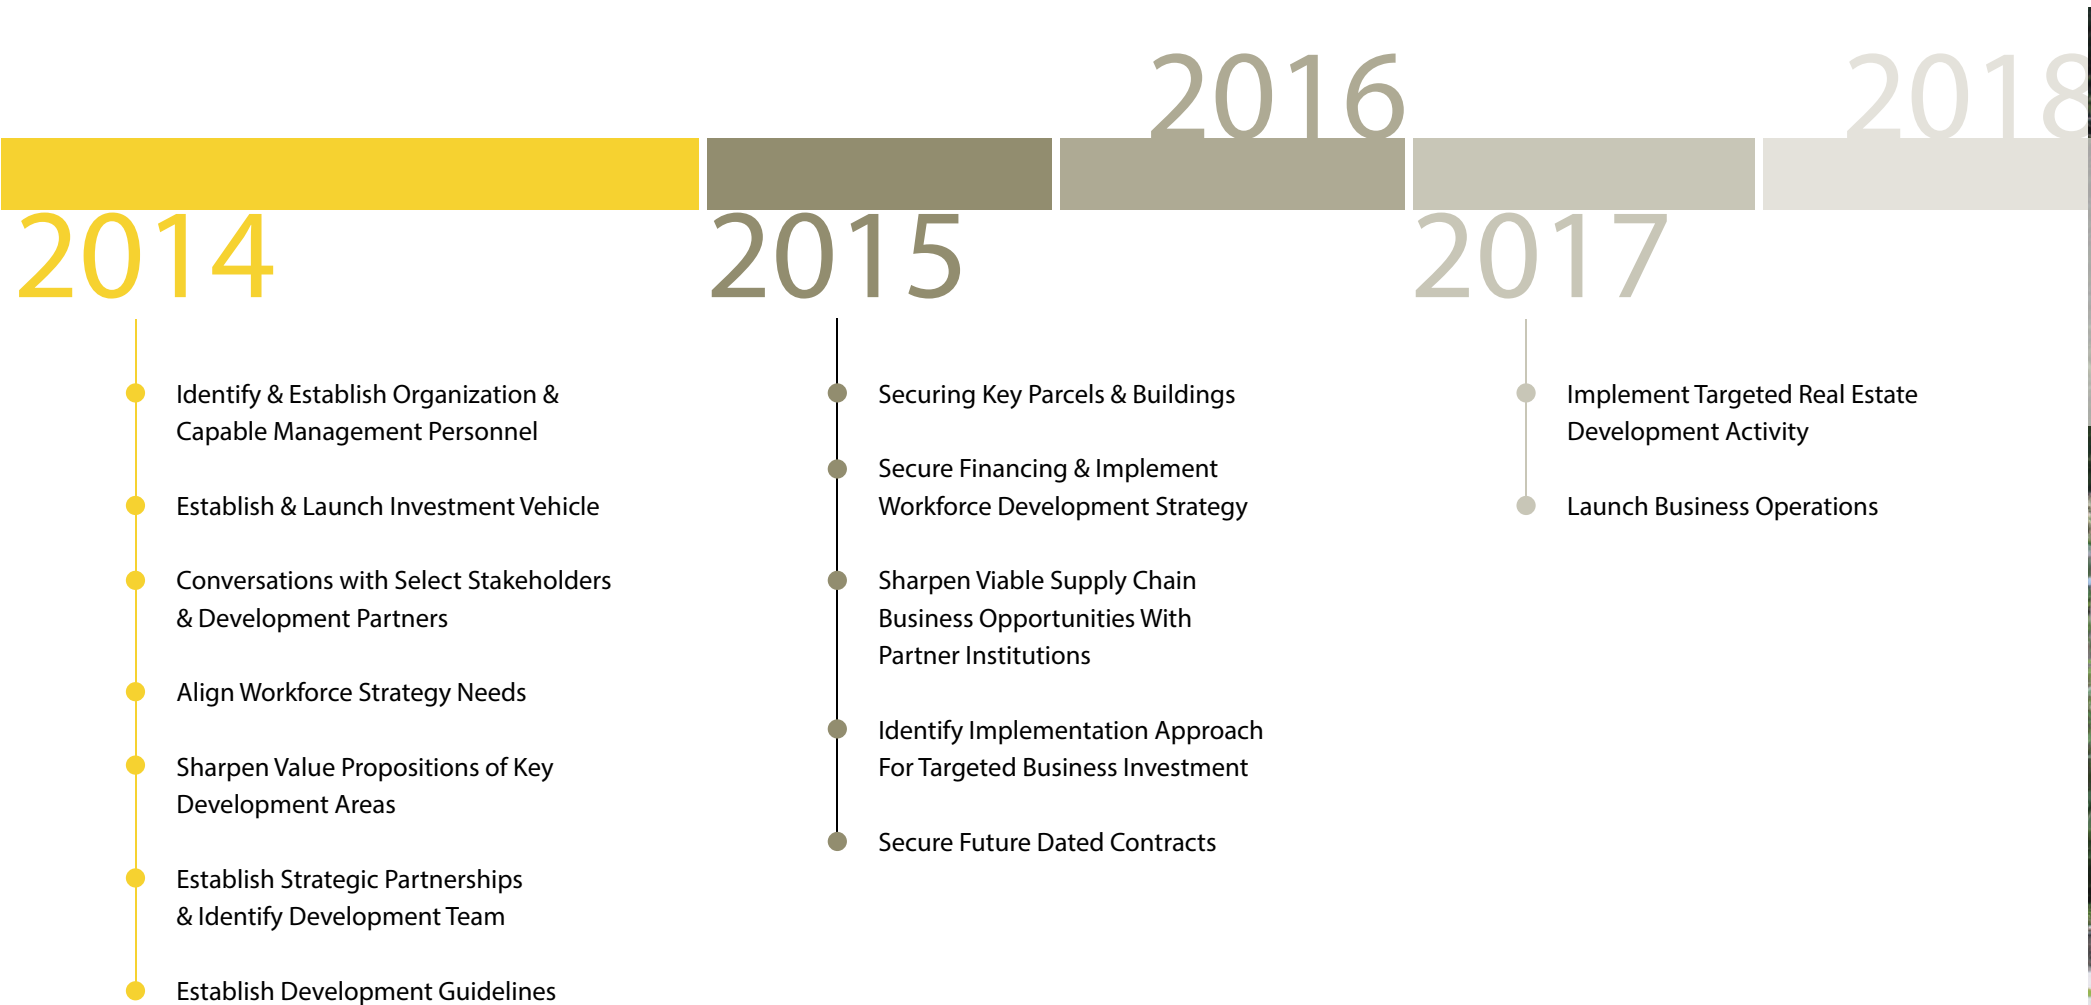 2016
2018
2014
2015
2017
Identify & Establish Organization &
Capable Management Personnel
Establish & Launch Investment Vehicle
Conversations with Select Stakeholders
& Development Partners
Align Workforce Strategy Needs
Sharpen Value Propositions of Key
Development Areas
Establish Strategic Partnerships
& Identify Development Team
Establish Development Guidelines
Securing Key Parcels & Buildings
Secure Financing & Implement
Workforce Development Strategy
Sharpen Viable Supply Chain
Business Opportunities With
Partner Institutions
Identify Implementation Approach
For Targeted Business Investment
Secure Future Dated Contracts
Implement Targeted Real Estate
Development Activity
Launch Business Operations